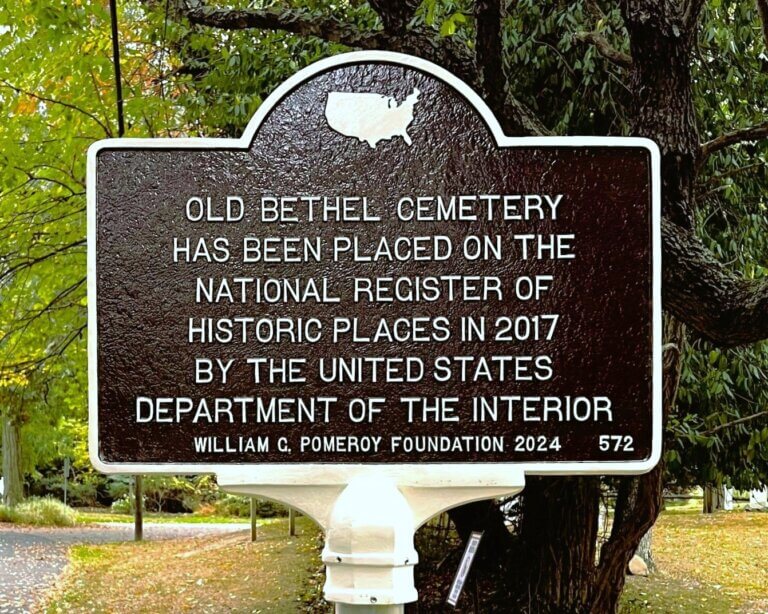 OLD BETHEL CEMETERY
HAS BEEN PLACED ON THE
NATIONAL REGISTER OF
HISTORIC PLACES IN 2017
BY THE UNITED STATES
DEPARTMENT OF THE INTERIOR
WILLIAM G. POMEROY FOUNDATION 2024 572